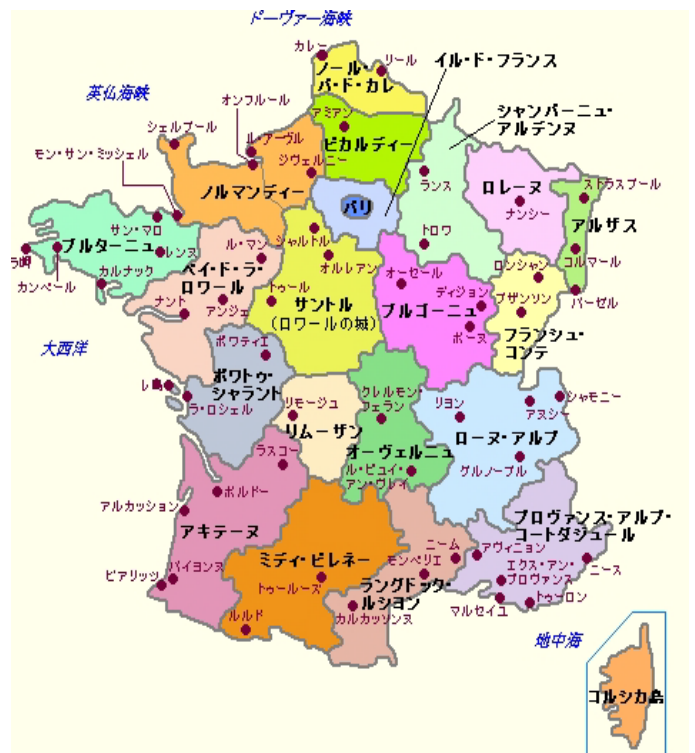 ドーヴァー海峡
カレー
リール
ノール・
パ・ド・カレ
イル・ド・フランス
英仏海峡
オンフルール
シェルブール
ル・アーヴル
アミアン
ピカルディー
シャンパーニュ・
アルデンヌ
モン・サン・ミッシェル
ジヴェルニー
ノルマンディー
ランス
ロレーヌ
ストラスブール
パリ
ナンシー
サン・マロ
ブルターニュ
レンヌ
ラ岬
カンペール
カルナック
ル・マン
シャルトル
トロワ
アルザス
コルマール
ペイ・ド・ラ・
ロワール
オルレアン
オーセール
ロンシャン
バーゼル
ナント
アンジェ
トゥール
サントル
(ロワールの城)
ブルゴーニュ
ディジョン
ブザンソン
ボーヌ
フランシュ・
コンテ
大西洋
ポワティエ
レ島
ポワトゥ・
シャラント
ラ・ロシェル
リモージュ
リムーザン
クレルモン・
フェラン
オーヴェルニュ
ル・ピュイ・
アン・ヴレイ
リヨン
シャモニー
アヌシー
ローヌ・アルプ
グルノーブル
ラスコー
ボルドー
アルカッション
アキテーヌ
ビアリッツ
バイヨンヌ
ミディ・ピレネー
トゥールーズ
ルルド
ニーム
モンペリエ
ラングドック・
ルシヨン
カルカッソンヌ
プロヴァンス・アルプ・
コートダジュール
アヴィニョン
エクス・アン・
プロヴァンス
ニース
マルセイユ
トゥーロン
地中海
コルシカ島